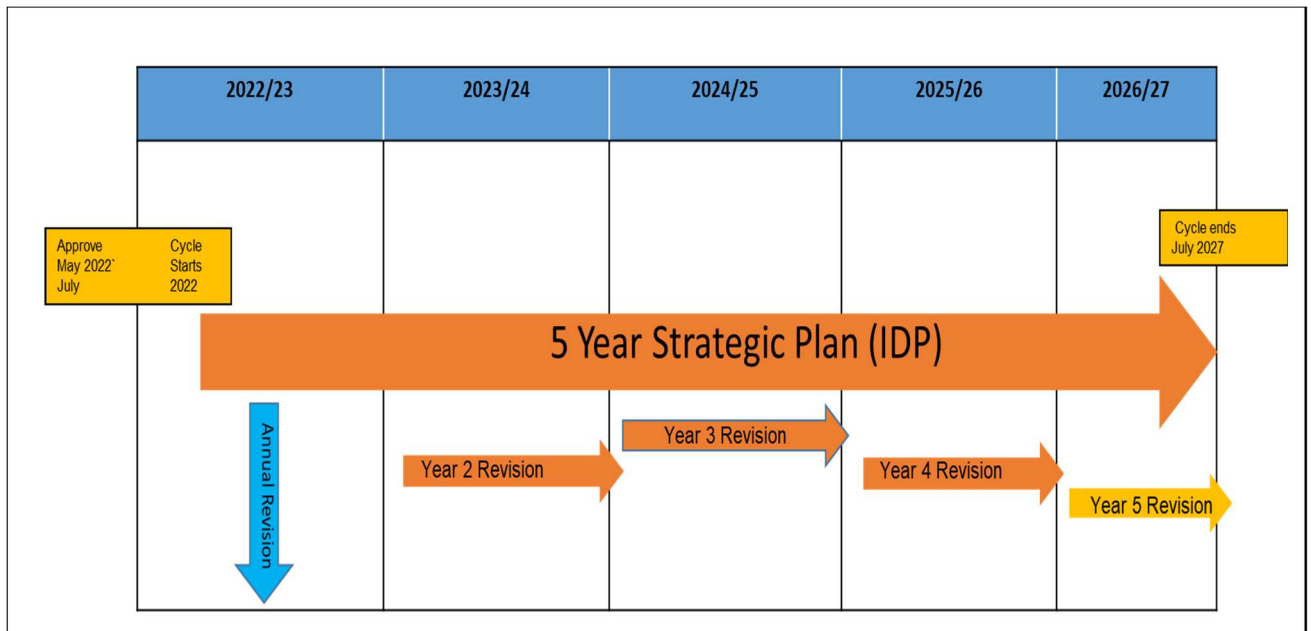 2022/23 2023/24 2024/25 2025/26 2026/27
Approve Cycle
May 2022` Starts
July 2022
Cycle ends
July 2027
5 Year Strategic Plan (IDP)
Annual Revision
Year 2 Revision
Year 3 Revision
Year 4 Revision
Year 5 Revision